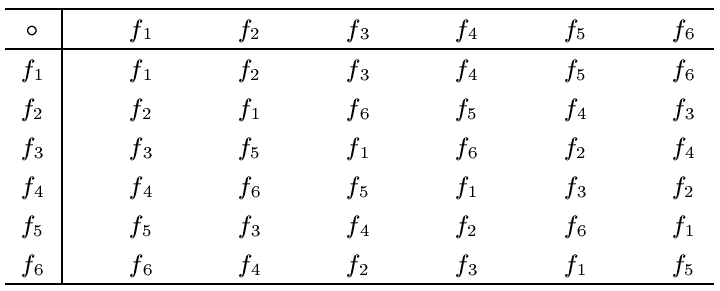 ∘ f₁ f₂ f₃ f₄ f₅ f₆
f₁ f₁ f₂ f₃ f₄ f₅ f₆
f₂ f₂ f₁ f₆ f₅ f₄ f₃
f₃ f₃ f₅ f₁ f₆ f₂ f₄
f₄ f₄ f₆ f₅ f₁ f₃ f₂
f₅ f₅ f₃ f₄ f₂ f₆ f₁
f₆ f₆ f₄ f₂ f₃ f₁ f₅